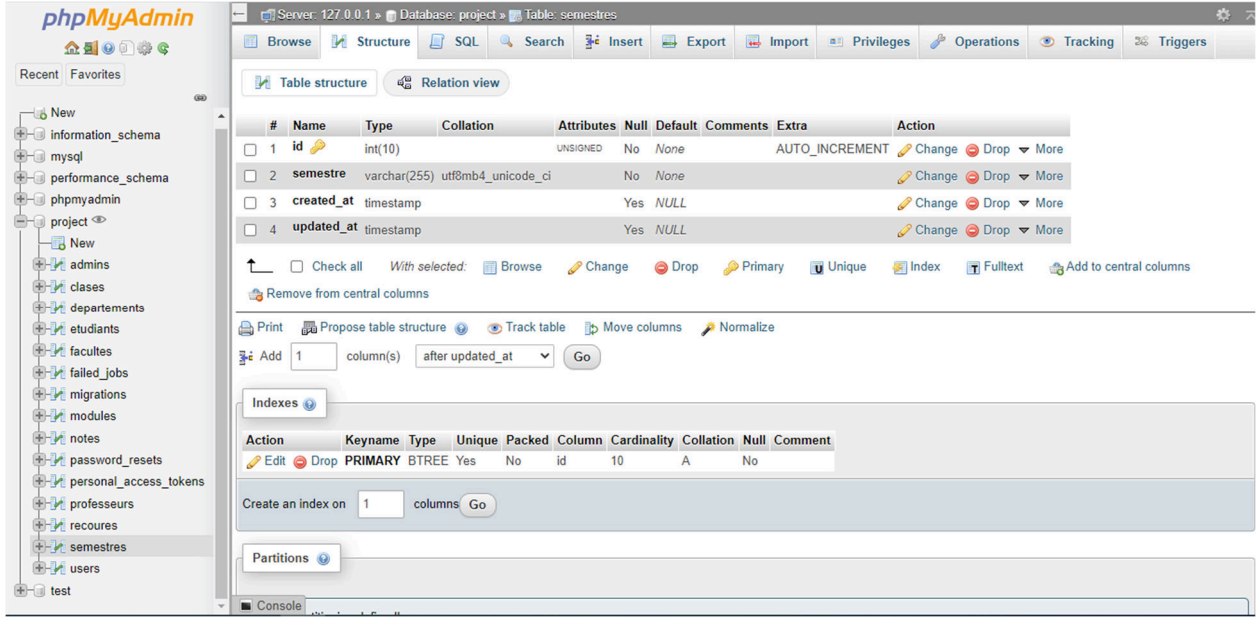 phpMyAdmin
Recent Favorites
New
information_schema
mysql
performance_schema
phpmyadmin
project
New
admins
clases
departements
etudiants
facultes
failed_jobs
migrations
modules
notes
password_resets
personal_access_tokens
professeurs
recoures
semestres
users
test
Server: 127.0.0.1 » Database: project » Table: semestres
Browse Structure SQL Search Insert Export Import Privileges Operations Tracking Triggers
Table structure Relation view
# Name Type Collation Attributes Null Default Comments Extra Action
1 id int(10) UNSIGNED No None AUTO_INCREMENT Change Drop More
2 semestre varchar(255) utf8mb4_unicode_ci No None Change Drop More
3 created_at timestamp Yes NULL Change Drop More
4 updated_at timestamp Yes NULL Change Drop More
Check all With selected: Browse Change Drop Primary Unique Index Fulltext Add to central columns
Remove from central columns
Print Propose table structure Track table Move columns Normalize
Add 1 column(s) after updated_at Go
Indexes
Action Keyname Type Unique Packed Column Cardinality Collation Null Comment
Edit Drop PRIMARY BTREE Yes No id 10 A No
Create an index on 1 columns Go
Partitions
Console